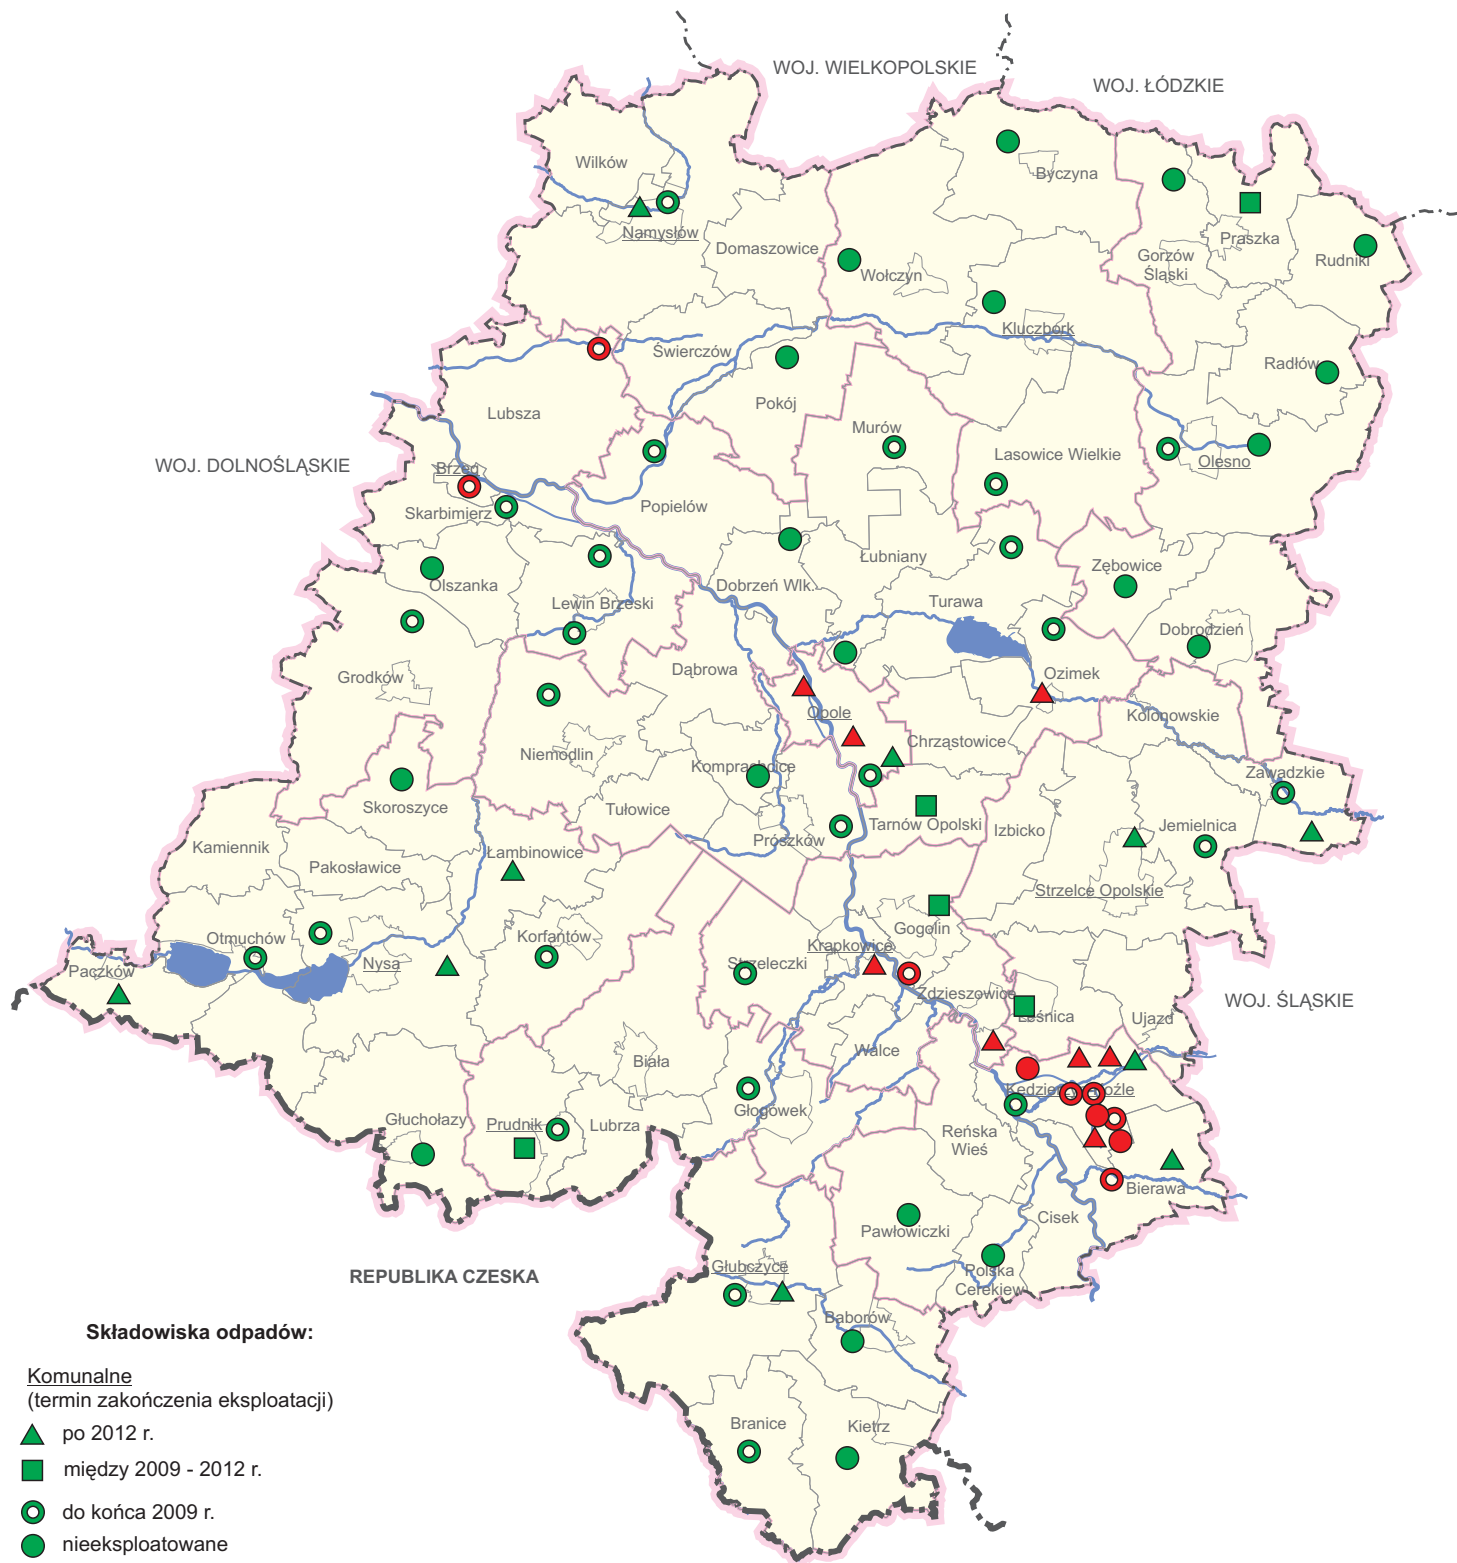 WOJ. WIELKOPOLSKIE
WOJ. ŁÓDZKIE
Wilków
Byczyna
Namysłów
Domaszowice
Praszka
Gorzów
Śląski
Rudniki
Wołczyn
Kluczbork
Świerczów
Radłów
Pokój
Lubsza
Murów
Lasowice Wielkie
Olesno
WOJ. DOLNOŚLĄSKIE
Brzeg
Skarbimierz
Popielów
Łubniany
Zębowice
Olszanka
Dobrzeń Wlk.
Lewin Brzeski
Turawa
Dobrodzień
Grodków
Dąbrowa
Ozimek
Opole
Kolonowskie
Niemodlin
Chrząstowice
Komprachcice
Zawadzkie
Skoroszyce
Tułowice
Prószków
Tarnów Opolski
Izbicko
Jemielnica
Kamiennik
Pakosławice
Łambinowice
Strzelce Opolskie
Otmuchów
Korfantów
Gogolin
Krapkowice
Paczków
Nysa
Strzeleczki
Zdzieszowice
WOJ. ŚLĄSKIE
Leśnica
Ujazd
Biała
Walce
Kędzierzyn-Koźle
Głogówek
Głuchołazy
Prudnik
Lubrza
Reńska
Wieś
Bierawa
Cisek
Pawłowiczki
Głubczyce
Polska
Cerekiew
REPUBLIKA CZESKA
Baborów
Branice
Kietrz
Składowiska odpadów:
Komunalne
(termin zakończenia eksploatacji)
po 2012 r.
między 2009 - 2012 r.
do końca 2009 r.
nieeksploatowane